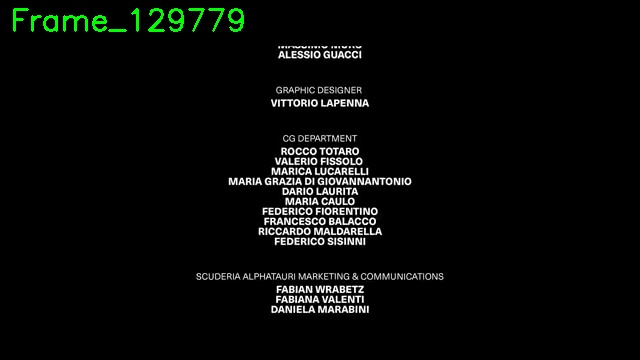 Frame_129779
ALESSIO GUACCI
GRAPHIC DESIGNER
VITTORIO LAPENNA
CG DEPARTMENT
ROCCO TOTARO
VALERIO FISSOLO
MARICA LUCARELLI
MARIA GRAZIA DI GIOVANNANTONIO
DARIO LAURITA
MARIA CAULO
FEDERICO FIORENTINO
FRANCESCO BALACCO
RICCARDO MALDARELLA
FEDERICO SISINNI
SCUDERIA ALPHATAURI MARKETING & COMMUNICATIONS
FABIAN WRABETZ
FABIANA VALENTI
DANIELA MARABINI